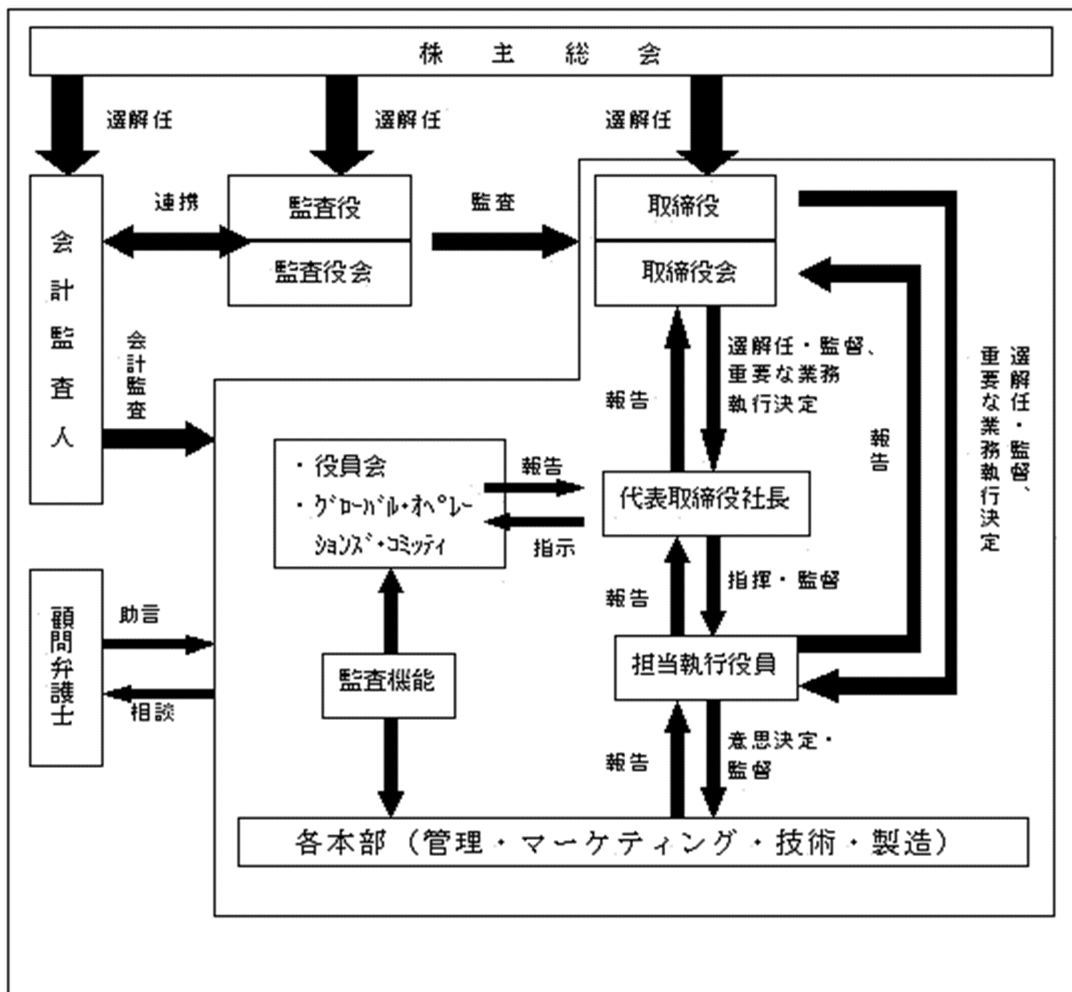 株主総会
選解任
選解任
選解任
会計監査人
連携
監査役
監査役会
監査
取締役
取締役会
会計監査
報告
選解任・監督、
重要な業務
執行決定
報告
選解任・監督、
重要な業務執行決定
・役員会
・グローバル・オペレー
ションズ・コミッティ
報告
指示
代表取締役社長
報告
指揮・監督
顧問弁護士
助言
相談
監査機能
担当執行役員
報告
意思決定・
監督
各本部（管理・マーケティング・技術・製造）